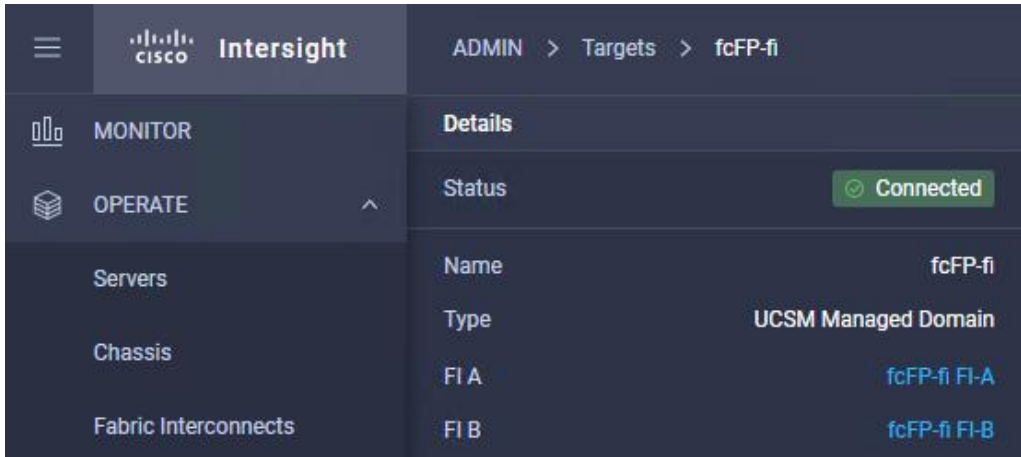 CISCO Intersight
ADMIN > Targets > fcFP-fi
MONITOR
OPERATE
Servers
Chassis
Fabric Interconnects
Details
Status Connected
Name fcFP-fi
Type UCSM Managed Domain
FI A fcFP-fi FI-A
FI B fcFP-fi FI-B